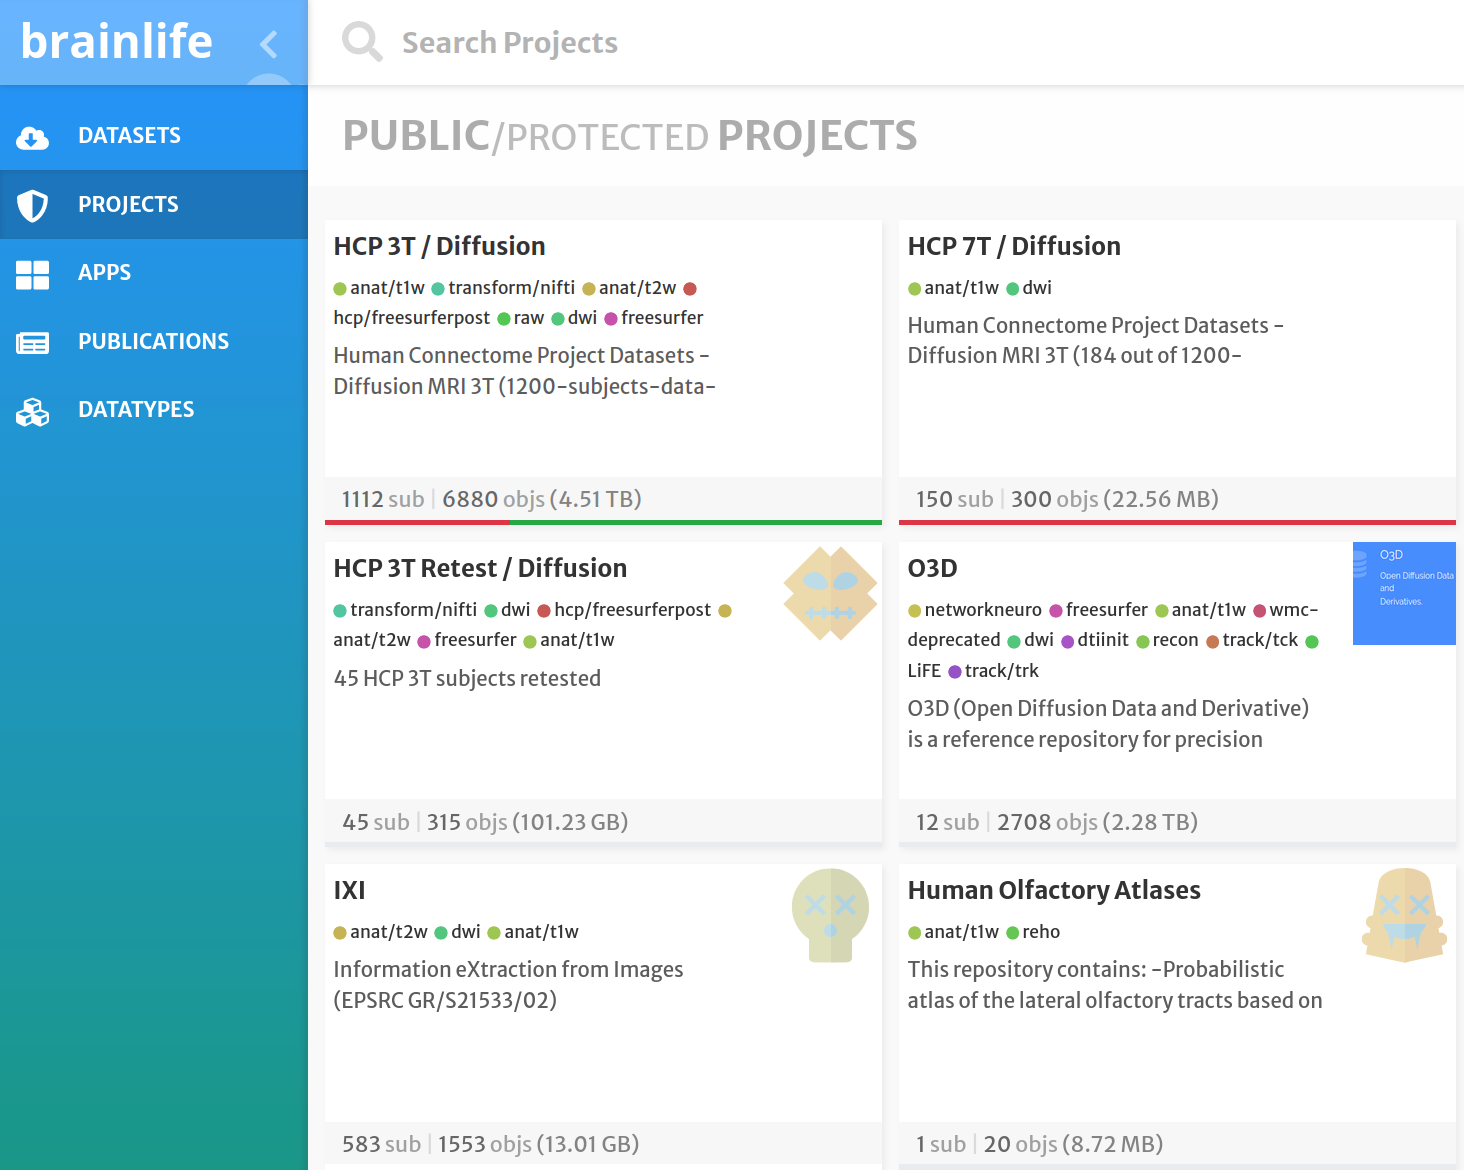 brainlife
Search Projects
DATASETS
PROJECTS
APPS
PUBLICATIONS
DATATYPES
PUBLIC/PROTECTED PROJECTS
HCP 3T / Diffusion
anat/t1w transform/nifti anat/t2w
hcp/freesurferpost raw dwi freesurfer
Human Connectome Project Datasets -
Diffusion MRI 3T (1200-subjects-data-
1112 sub | 6880 objs (4.51 TB)
HCP 7T / Diffusion
anat/t1w dwi
Human Connectome Project Datasets -
Diffusion MRI 3T (184 out of 1200-
150 sub | 300 objs (22.56 MB)
HCP 3T Retest / Diffusion
transform/nifti dwi hcp/freesurferpost
anat/t2w freesurfer anat/t1w
45 HCP 3T subjects retested
45 sub | 315 objs (101.23 GB)
O3D
networkneuro freesurfer anat/t1w wmc-
deprecated dwi dtiinit recon track/tck
LiFE track/trk
O3D (Open Diffusion Data and Derivative)
is a reference repository for precision
O3D
Open Diffusion Data
and
Derivatives.
12 sub | 2708 objs (2.28 TB)
IXI
anat/t2w dwi anat/t1w
Information eXtraction from Images
(EPSRC GR/S21533/02)
583 sub | 1553 objs (13.01 GB)
Human Olfactory Atlases
anat/t1w reho
This repository contains: -Probabilistic
atlas of the lateral olfactory tracts based on
1 sub | 20 objs (8.72 MB)